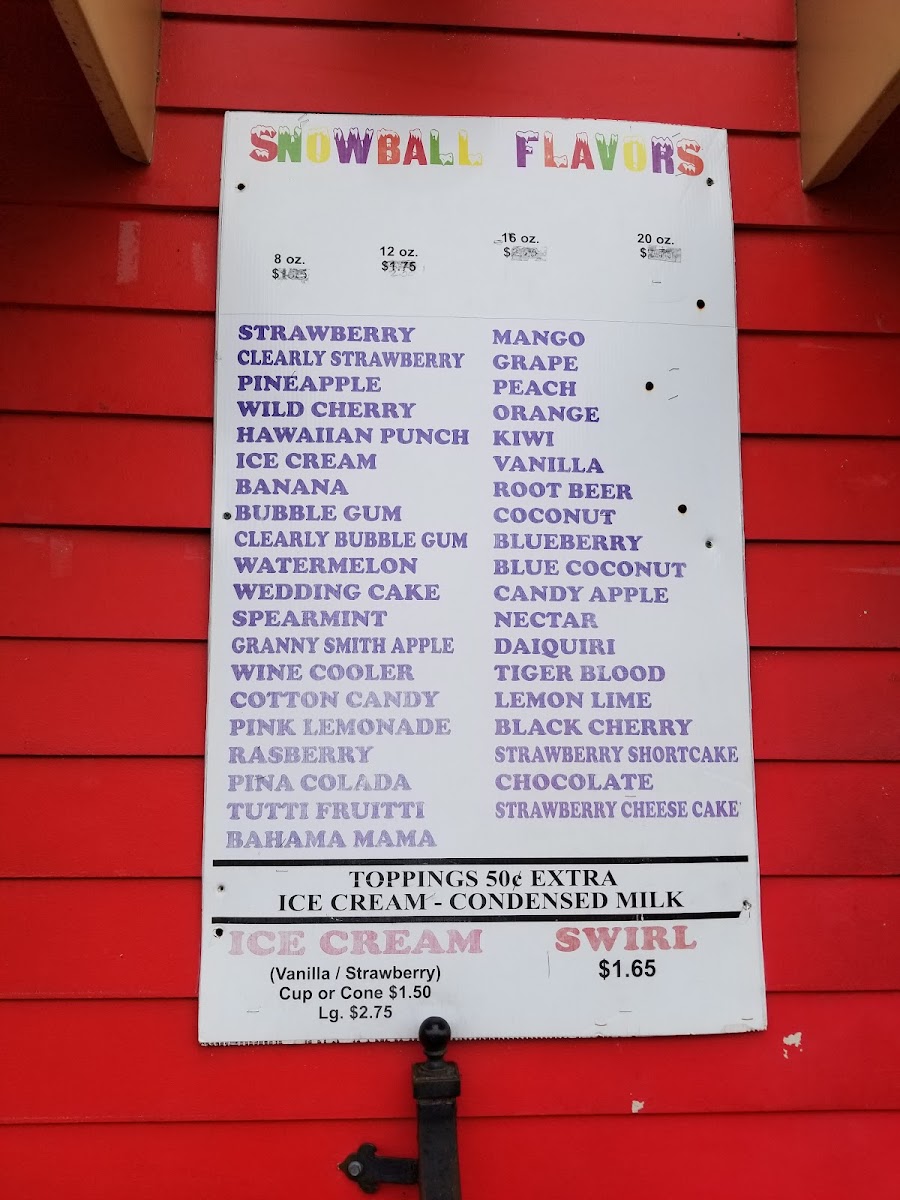 SNOWBALL FLAVORS
8 oz.
12 oz.
16 oz.
20 oz.
$1.75
$
$
STRAWBERRY
CLEARLY STRAWBERRY
PINEAPPLE
WILD CHERRY
HAWAIIAN PUNCH
ICE CREAM
BANANA
BUBBLE GUM
CLEARLY BUBBLE GUM
WATERMELON
WEDDING CAKE
SPEARMINT
GRANNY SMITH APPLE
WINE COOLER
COTTON CANDY
PINK LEMONADE
RASBERRY
PINA COLADA
TUTTI FRUITTI
BAHAMA MAMA
MANGO
GRAPE
PEACH
ORANGE
KIWI
VANILLA
ROOT BEER
COCONUT
BLUEBERRY
BLUE COCONUT
CANDY APPLE
NECTAR
DAIQUIRI
TIGER BLOOD
LEMON LIME
BLACK CHERRY
STRAWBERRY SHORTCAKE
CHOCOLATE
STRAWBERRY CHEESE CAKE
TOPPINGS 50¢ EXTRA
ICE CREAM - CONDENSED MILK
ICE CREAM
(Vanilla / Strawberry)
Cup or Cone $1.50
Lg. $2.75
SWIRL
$1.65